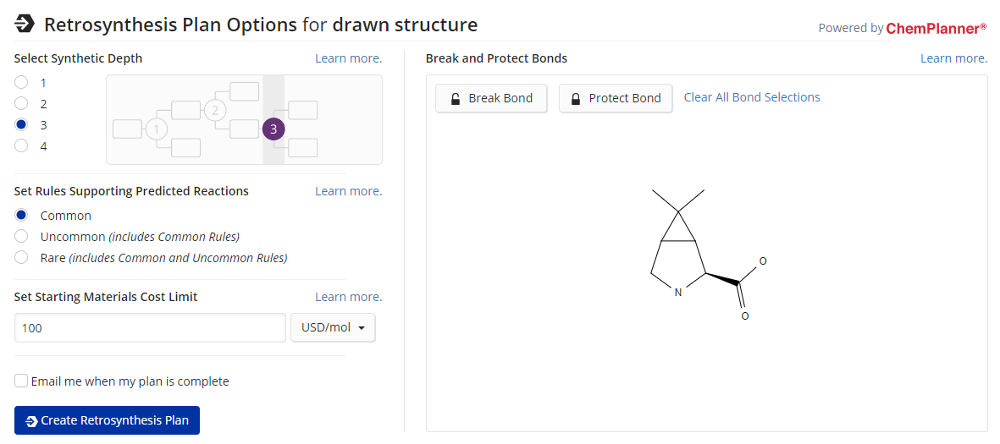 Retrosynthesis Plan Options for drawn structure
Powered by ChemPlanner®
Select Synthetic Depth
Learn more.
1
2
3
4
1
2
3
Set Rules Supporting Predicted Reactions
Learn more.
Common
Uncommon (includes Common Rules)
Rare (includes Common and Uncommon Rules)
Set Starting Materials Cost Limit
Learn more.
100
USD/mol
Email me when my plan is complete
Create Retrosynthesis Plan
Break and Protect Bonds
Learn more.
Break Bond
Protect Bond
Clear All Bond Selections
O
N
O